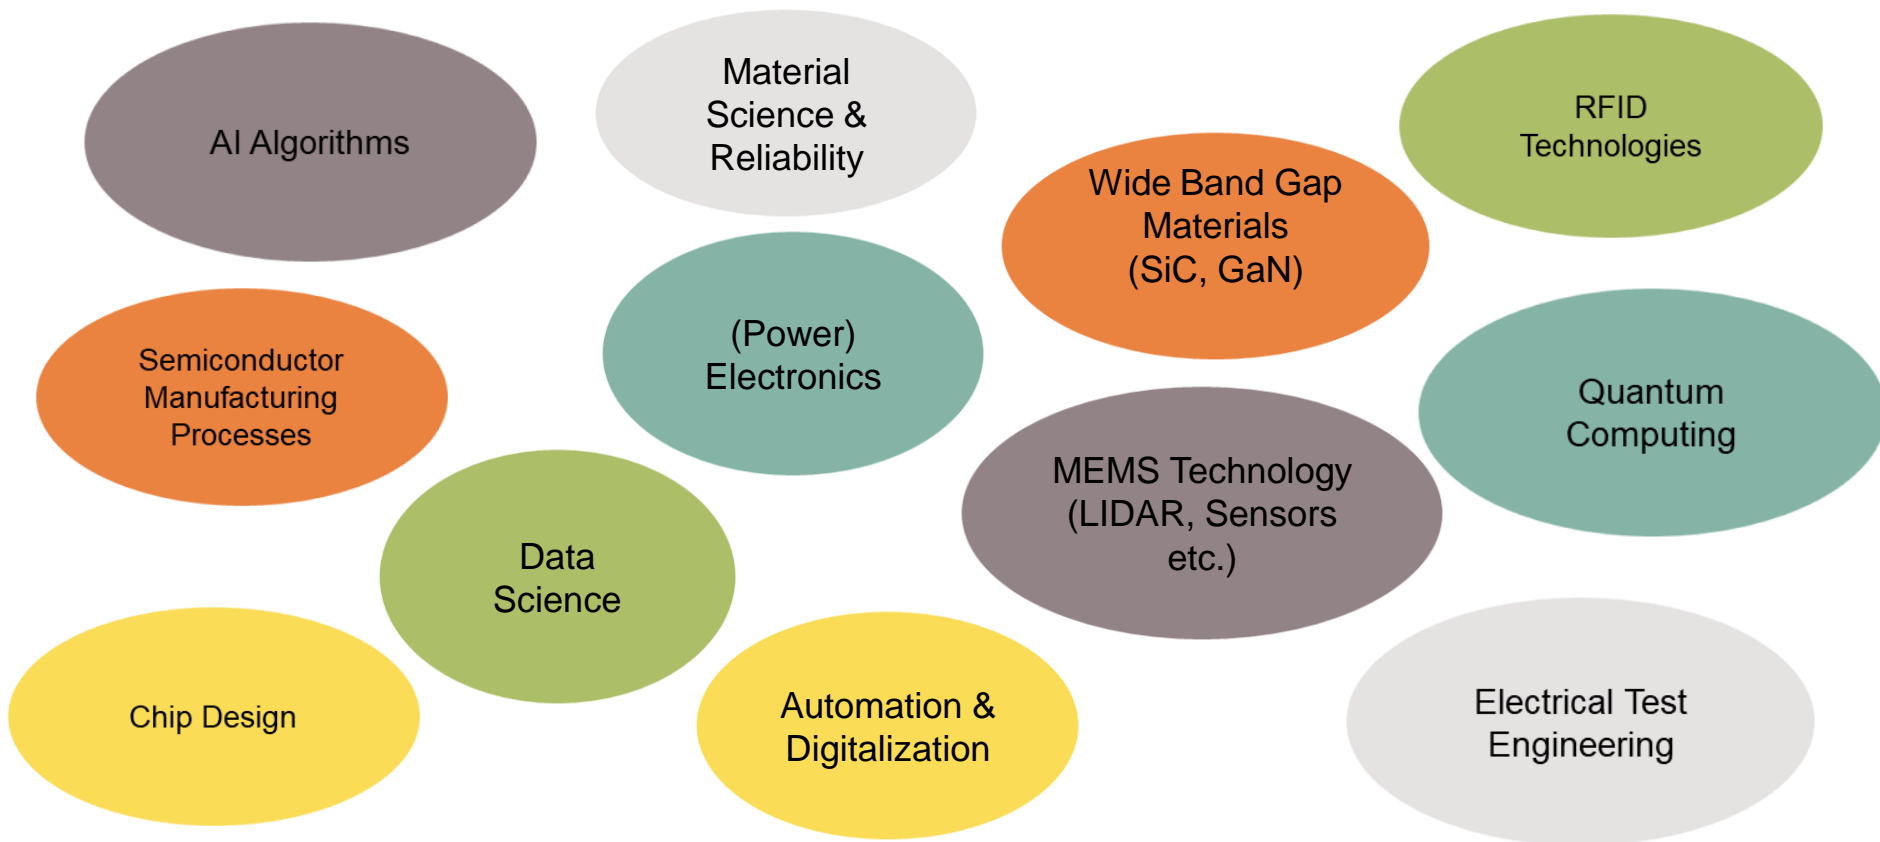 AI Algorithms
Material
Science &
Reliability
RFID
Technologies
Wide Band Gap
Materials
(SiC, GaN)
Semiconductor
Manufacturing
Processes
(Power)
Electronics
Quantum
Computing
MEMS Technology
(LIDAR, Sensors
etc.)
Data
Science
Chip Design
Automation &
Digitalization
Electrical Test
Engineering